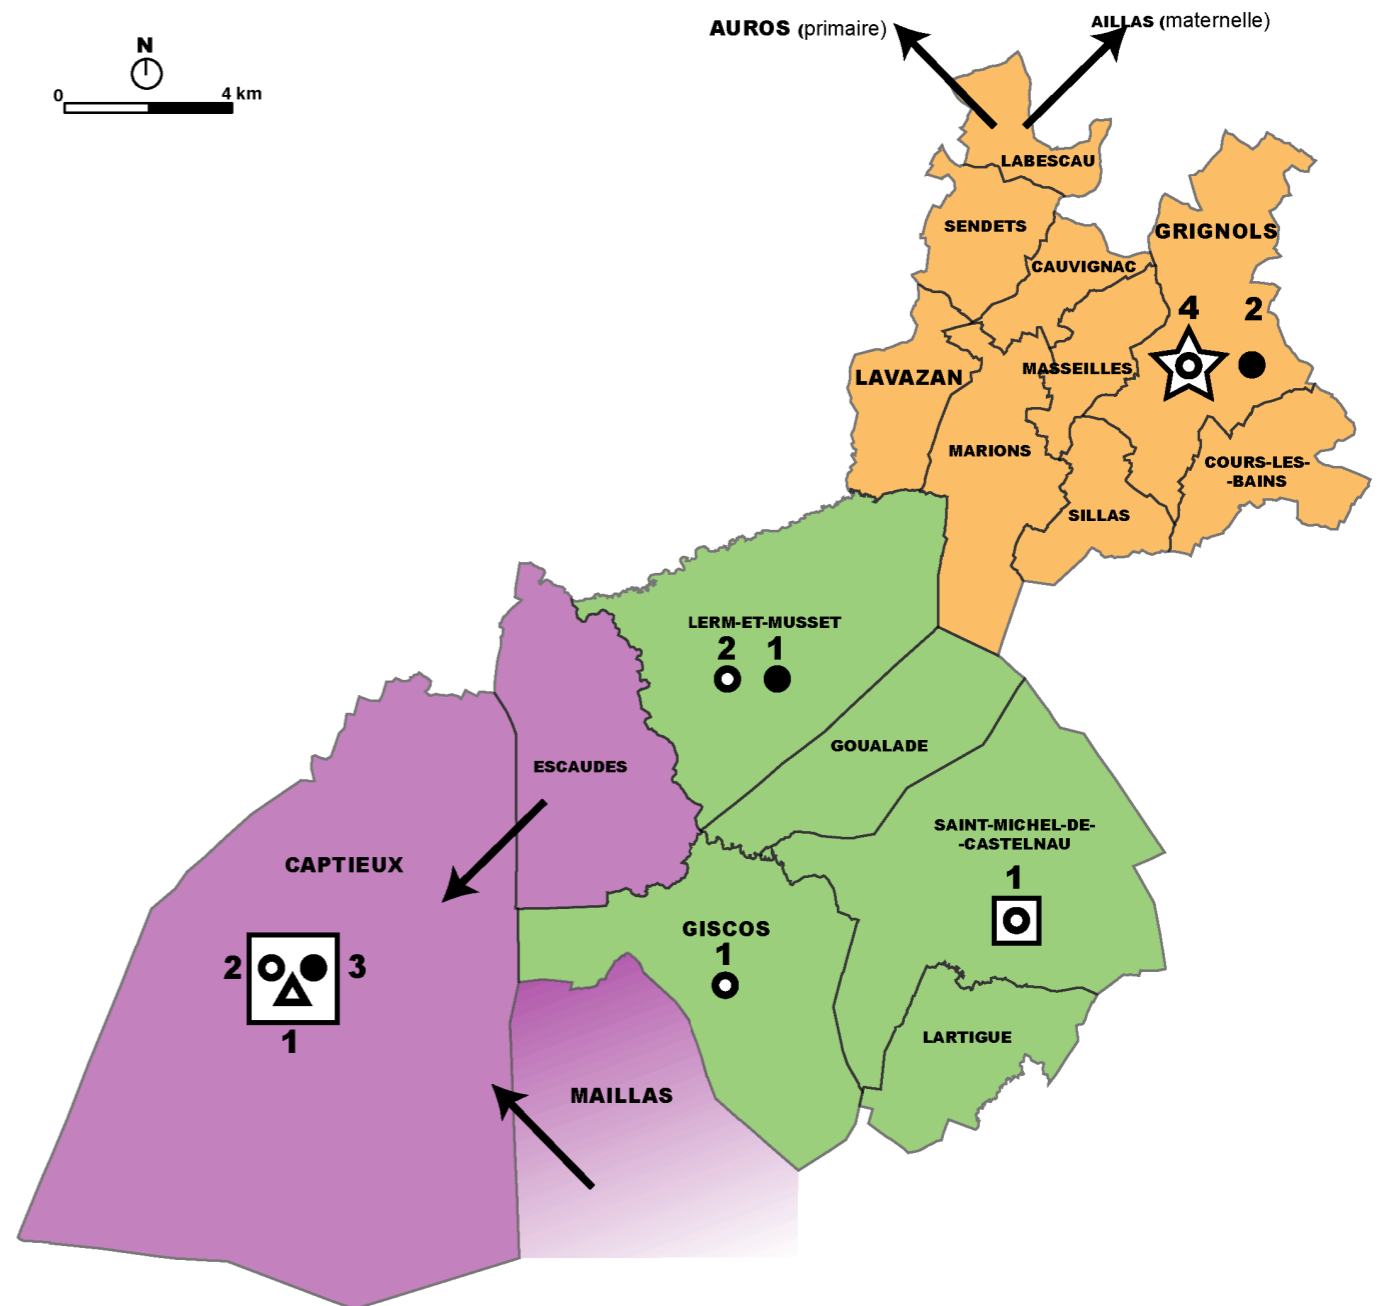 AUROS (primaire)
AILLAS (maternelle)
N
0 4 km
LABESCAU
SENDETS
GRIGNOLS
CAUVIGNAC
4 2
MASSEILLES
LAVAZAN
MARIONS
COURS-LES-
-BAINS
SILLAS
LERM-ET-MUSSET
2 1
GOUALADE
ESCAUDES
SAINT-MICHEL-DE-
-CASTELNAU
1
CAPTIEUX
GISCOS
1
2 3
1
LARTIGUE
MAILLAS